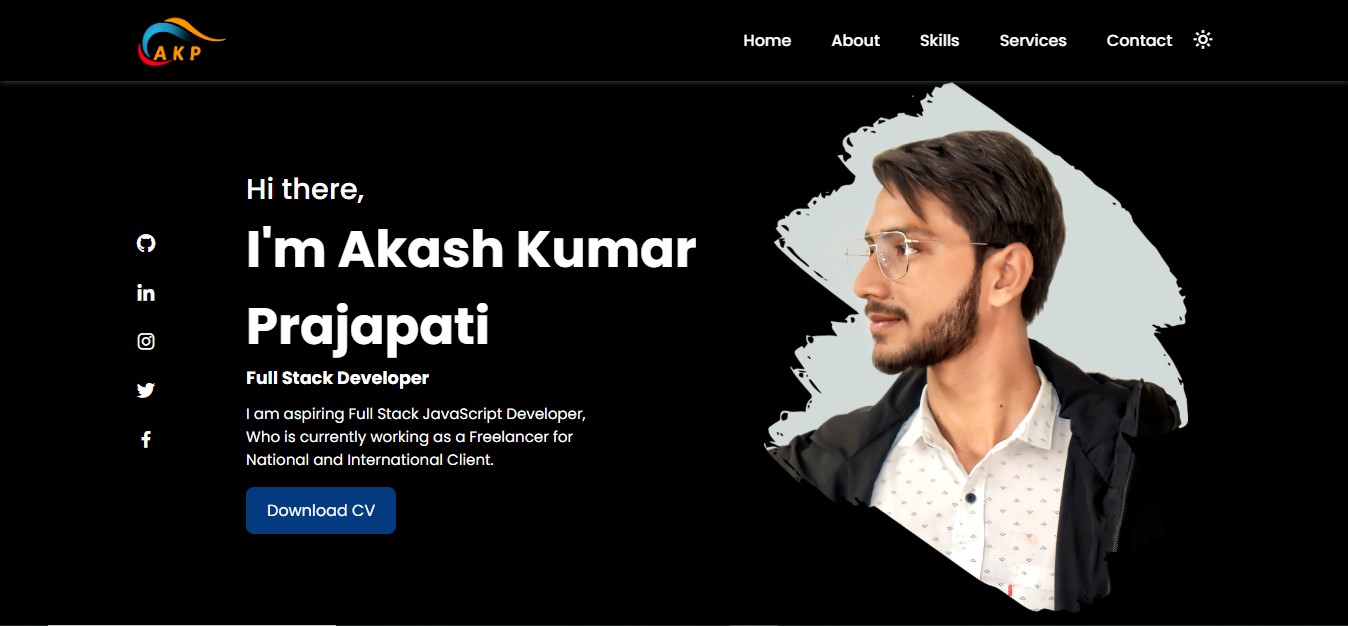 AKP
Home About Skills Services Contact
Hi there,
I'm Akash Kumar
Prajapati
Full Stack Developer
I am aspiring Full Stack JavaScript Developer,
Who is currently working as a Freelancer for
National and International Client.
Download CV